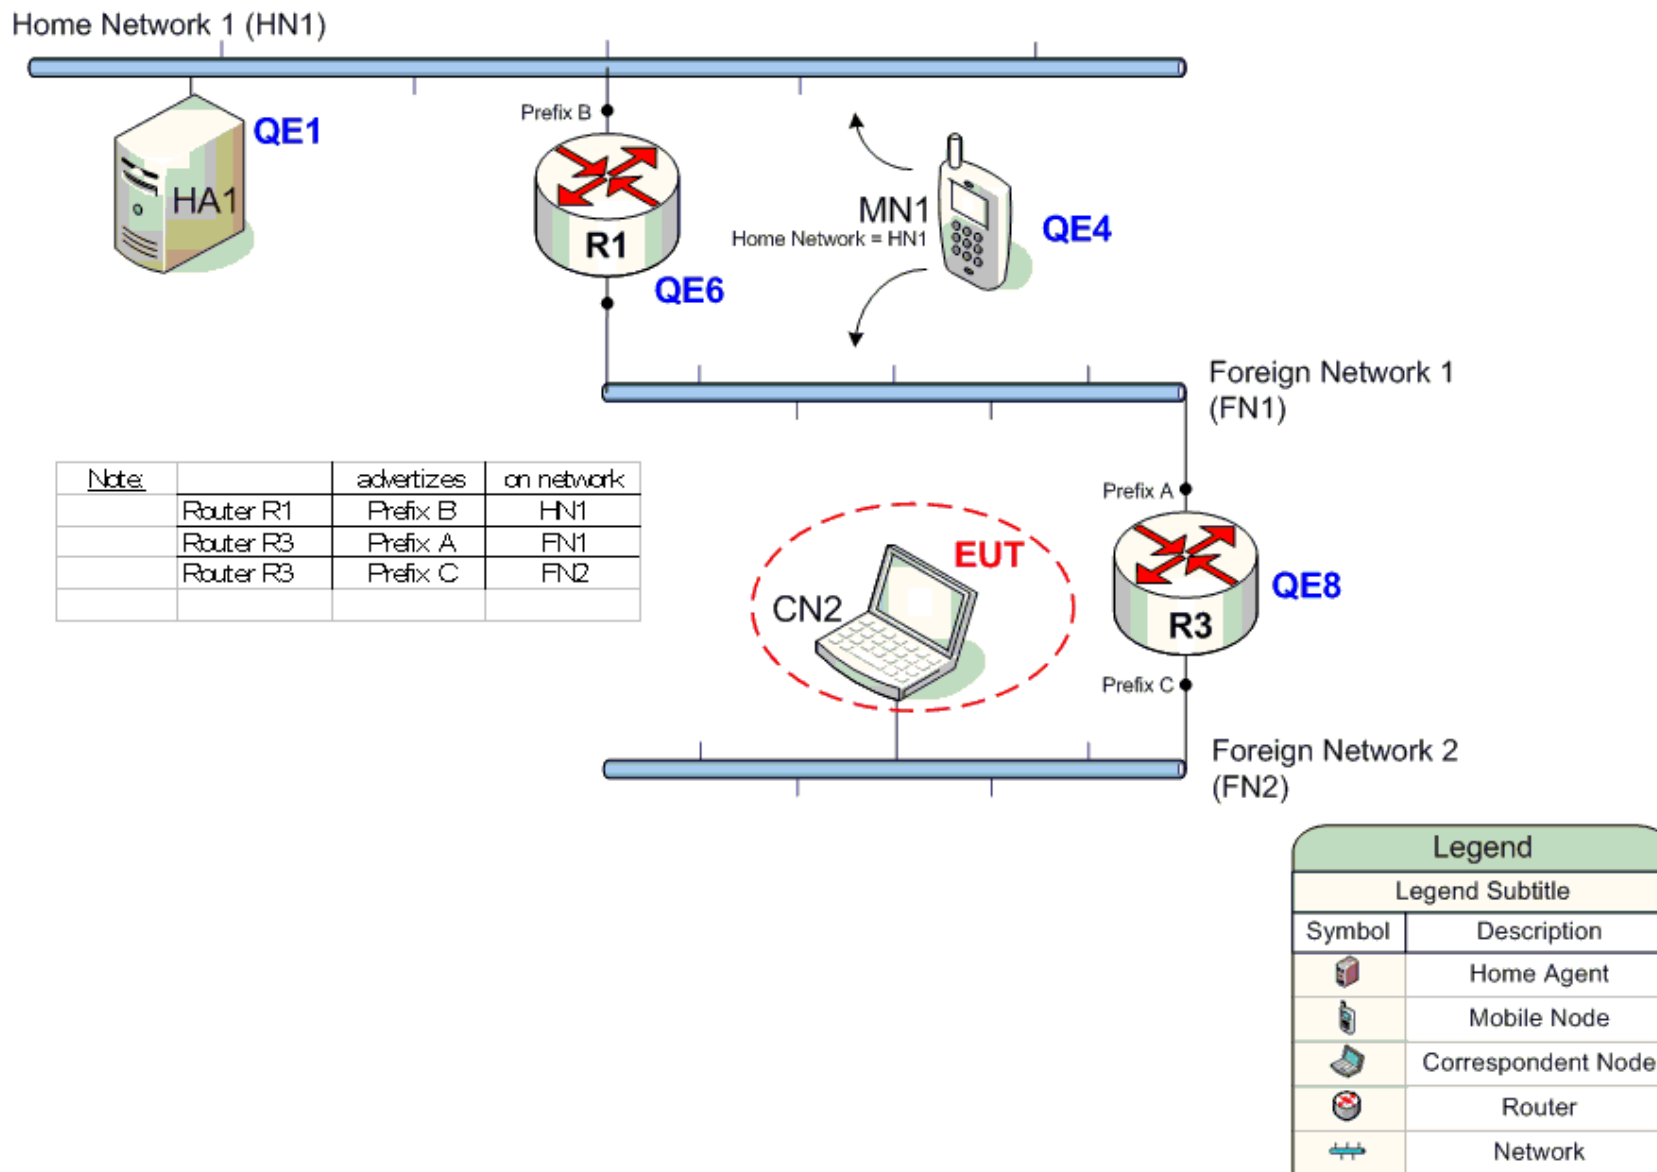 Home Network 1 (HN1)
Prefix B
QE1
HA1
R1
QE6
MN1
Home Network = HN1
QE4
Foreign Network 1
(FN1)
Note: advertizes on network
Router R1 Prefix B HN1
Router R3 Prefix A FN1
Router R3 Prefix C FN2
Prefix A
EUT
CN2
QE8
R3
Prefix C
Foreign Network 2
(FN2)
Legend
Legend Subtitle
Symbol Description
Home Agent
Mobile Node
Correspondent Node
Router
Network